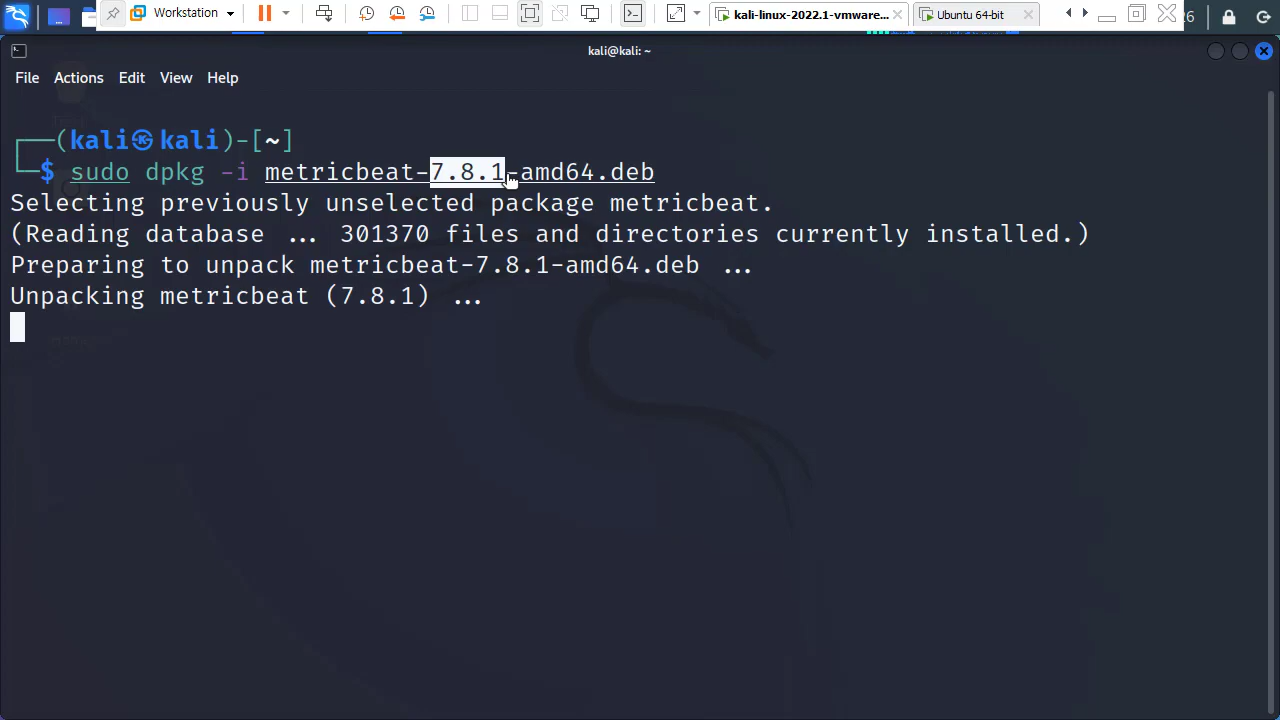 Workstation
kali-linux-2022.1-vmware...
Ubuntu 64-bit
26
kali@kali: ~
File Actions Edit View Help
┌──(kali㉿kali)-[~]
└─$ sudo dpkg -i metricbeat-7.8.1-amd64.deb
Selecting previously unselected package metricbeat.
(Reading database ... 301370 files and directories currently installed.)
Preparing to unpack metricbeat-7.8.1-amd64.deb ...
Unpacking metricbeat (7.8.1) ...